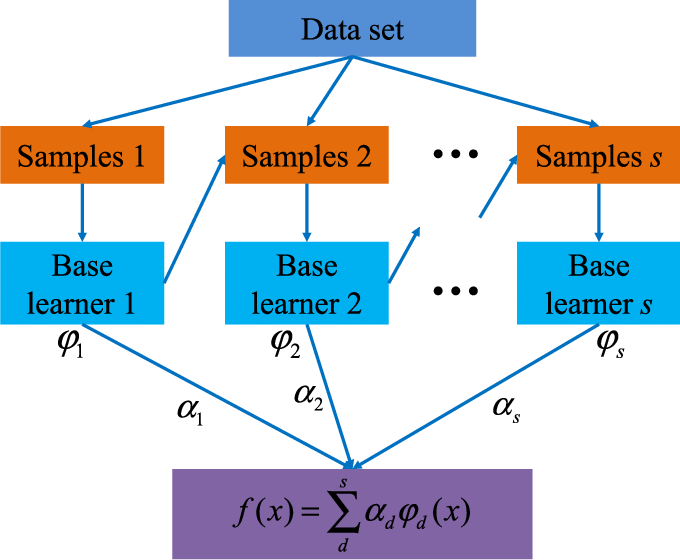 Data set
Samples 1
Samples 2
•••
Samples s
Base
learner 1
Base
learner 2
•••
Base
learner s
φ₁
φ₂
φₛ
α₁
α₂
αₛ
f(x) = ∑_d^s α_d φ_d(x)